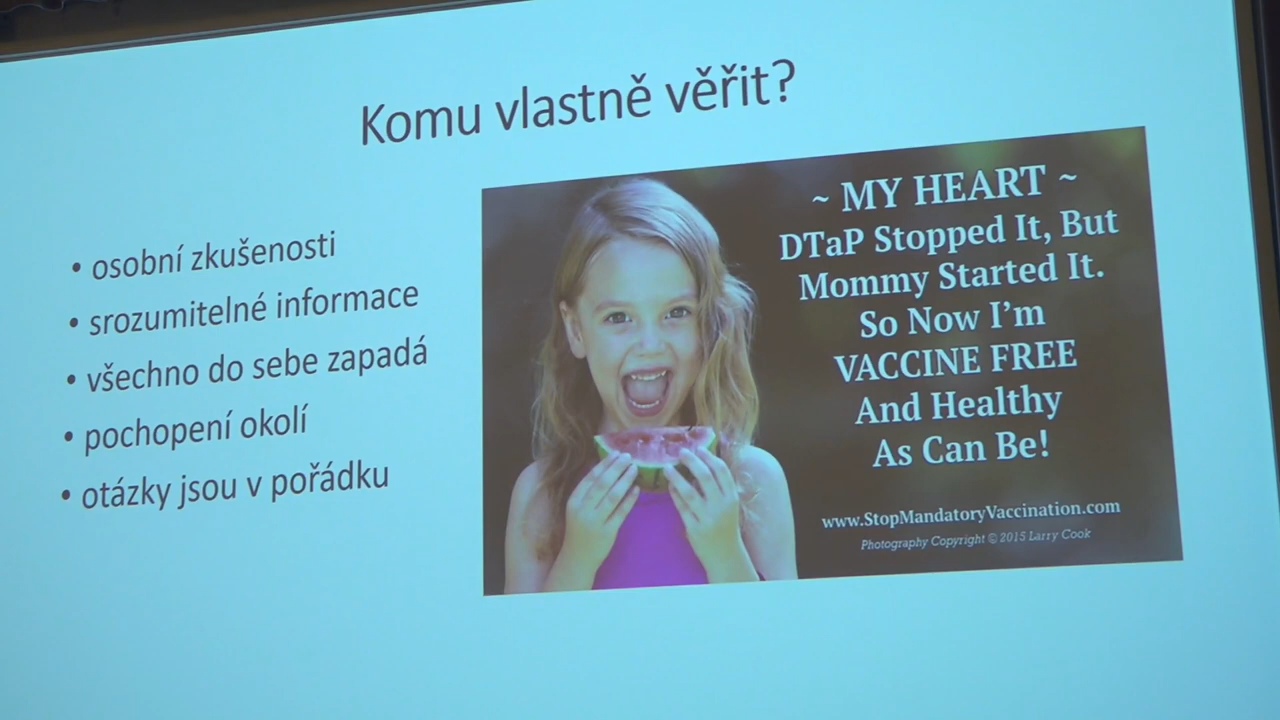 Komu vlastně věřit?
• osobní zkušenosti
• srozumitelné informace
• všechno do sebe zapadá
• pochopení okolí
• otázky jsou v pořádku
~ MY HEART ~
DTaP Stopped It, But
Mommy Started It.
So Now I'm
VACCINE FREE
And Healthy
As Can Be!
www.StopMandatoryVaccination.com
Photography Copyright © 2015 Larry Cook